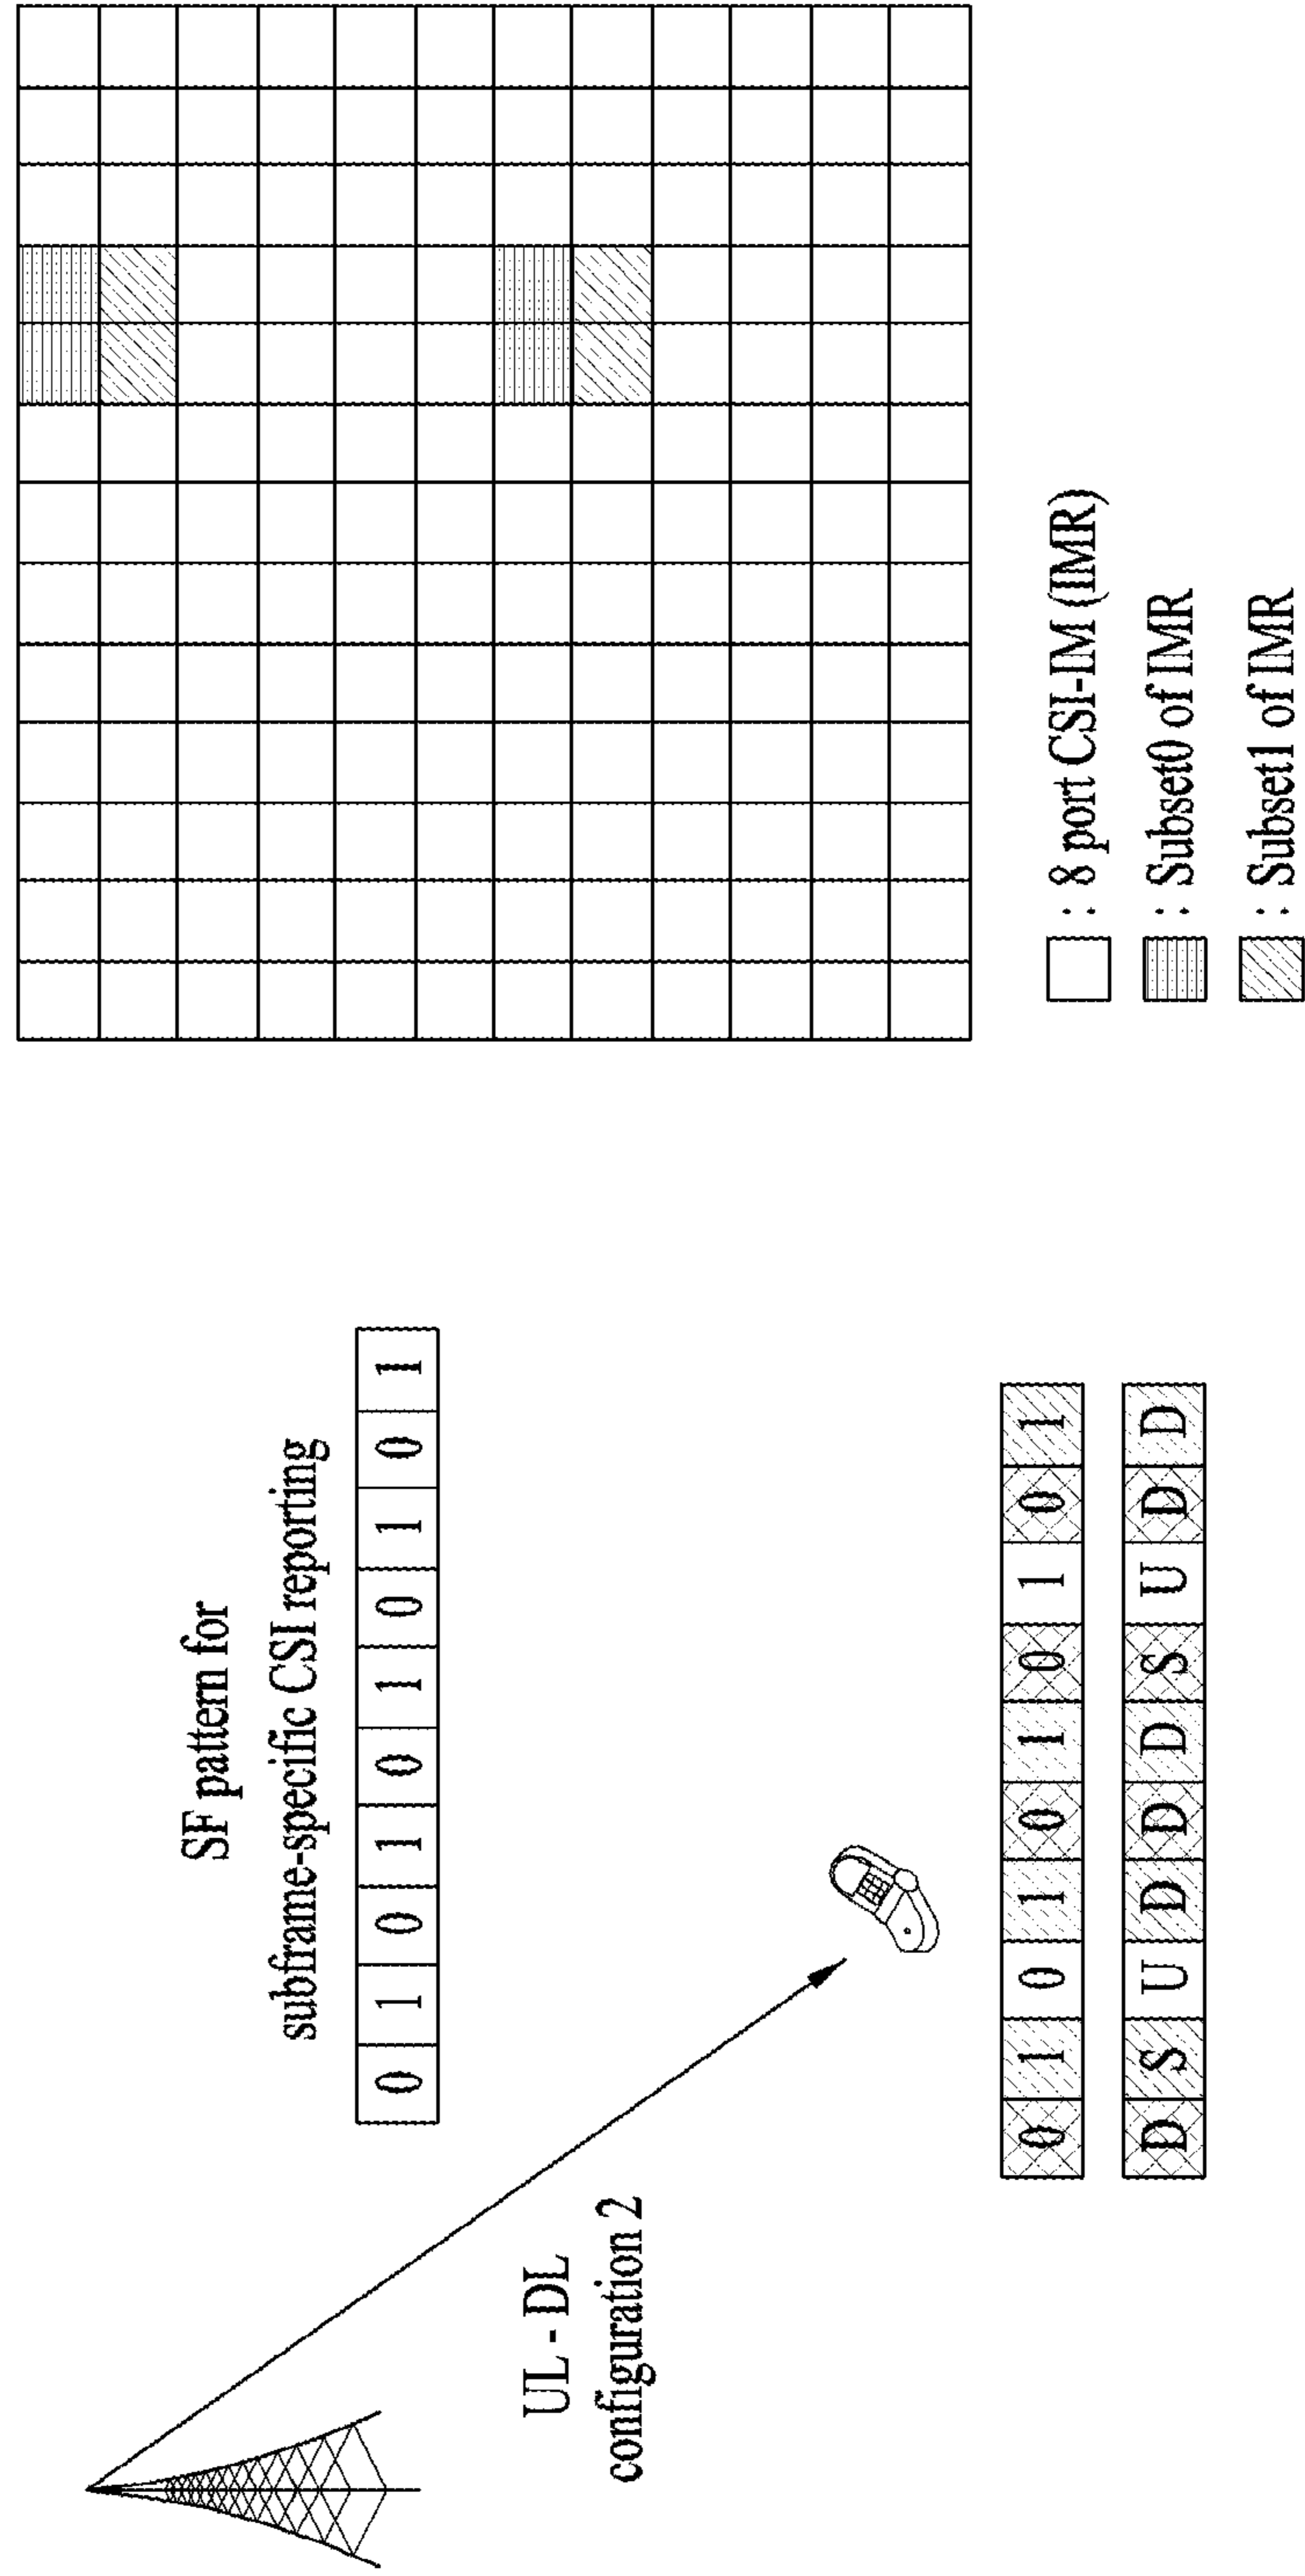 SF pattern for
subframe-specific CSI reporting
0 1 0 1 0 1 0 1 0 1
UL - DL
configuration 2
0 1 0 1 0 1 0 1 0 1
D S U D D D S U D D
: 8 port CSI-IM (IMR)
: Subset0 of IMR
: Subset1 of IMR